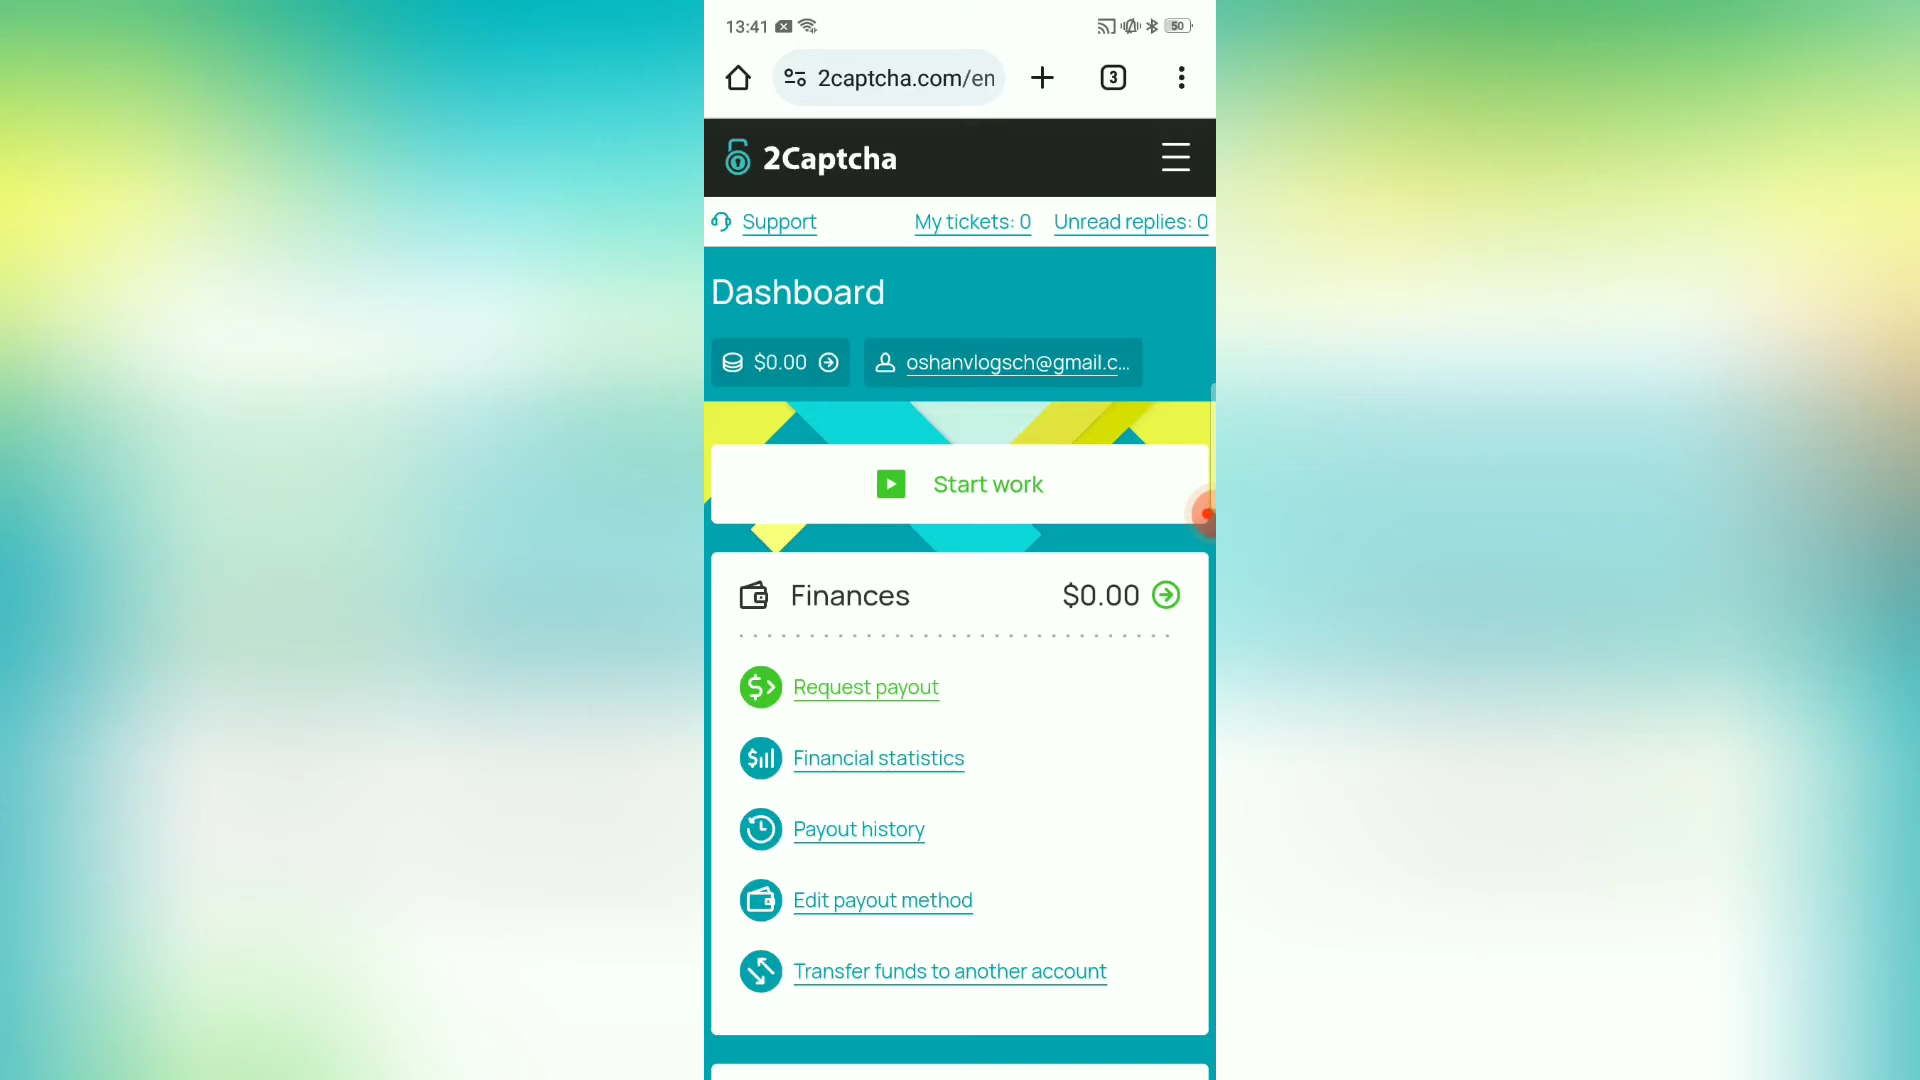 13:41
50
2captcha.com/en
3
2Captcha
Support
My tickets: 0
Unread replies: 0
Dashboard
$0.00
oshanvlogsch@gmail.c...
Start work
Finances
$0.00
Request payout
Financial statistics
Payout history
Edit payout method
Transfer funds to another account